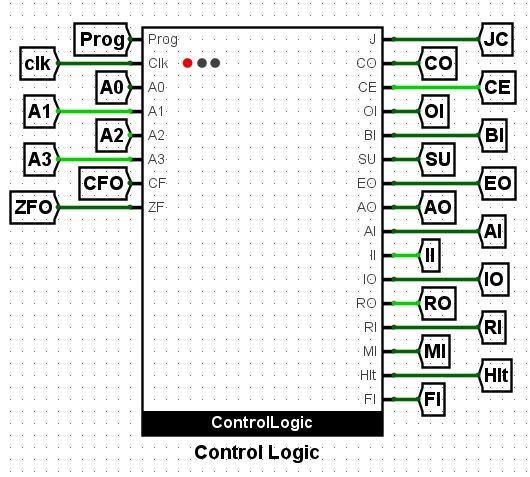 Prog Prog J JC
clk Clk CO CO
A0 A0 CE CE
A1 A1 OI OI
A2 A2 BI BI
A3 A3 SU SU
CFO CF EO EO
ZFO ZF AO AO
AI AI
II II
IO IO
RO RO
RI RI
MI MI
Hlt Hlt
FI FI
ControlLogic
Control Logic